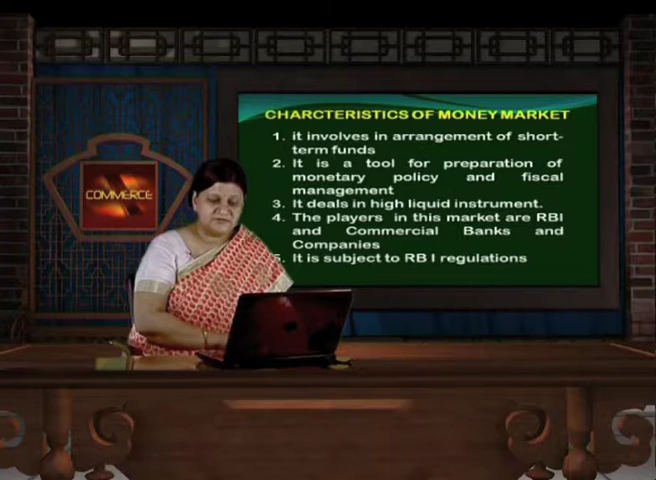 CHARCTERISTICS OF MONEY MARKET
1. it involves in arrangement of short-
term funds
2. It is a tool for preparation of
monetary policy and fiscal
management
3. It deals in high liquid instrument.
4. The players in this market are RBI
and Commercial Banks and
Companies
5. It is subject to RB I regulations
COMMERCE